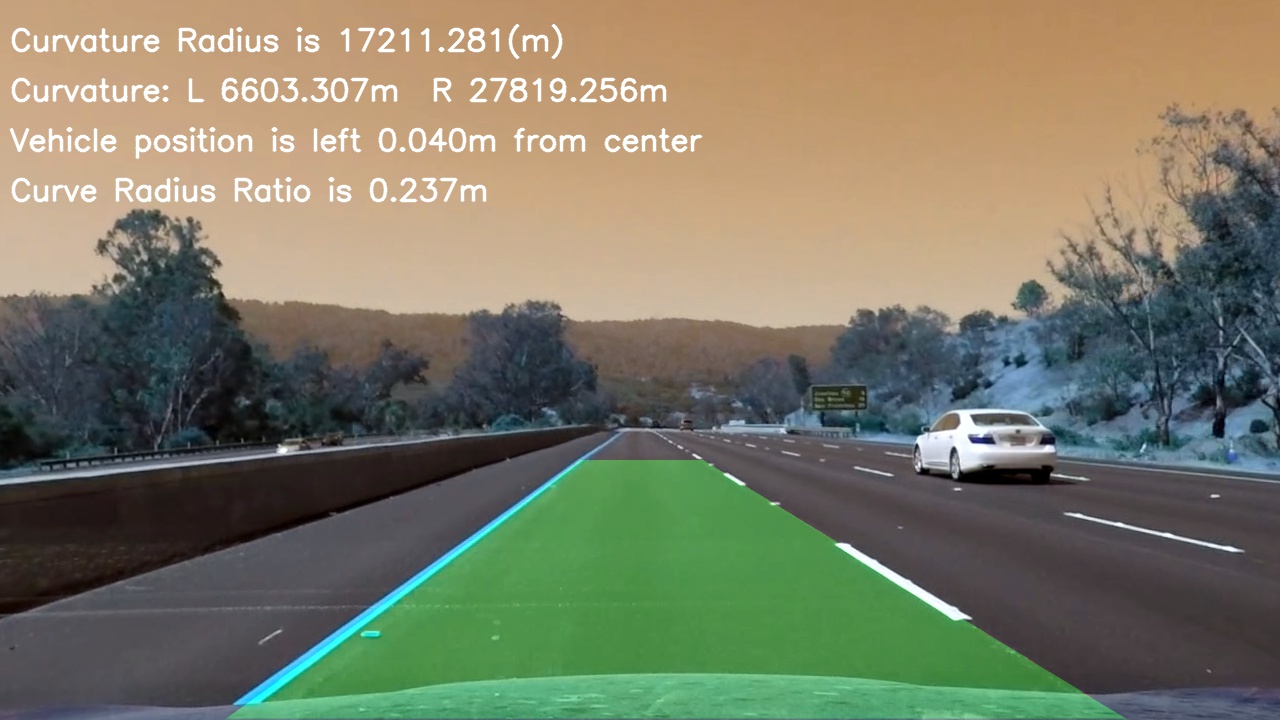 Curvature Radius is 17211.281(m)
Curvature: L 6603.307m R 27819.256m
Vehicle position is left 0.040m from center
Curve Radius Ratio is 0.237m